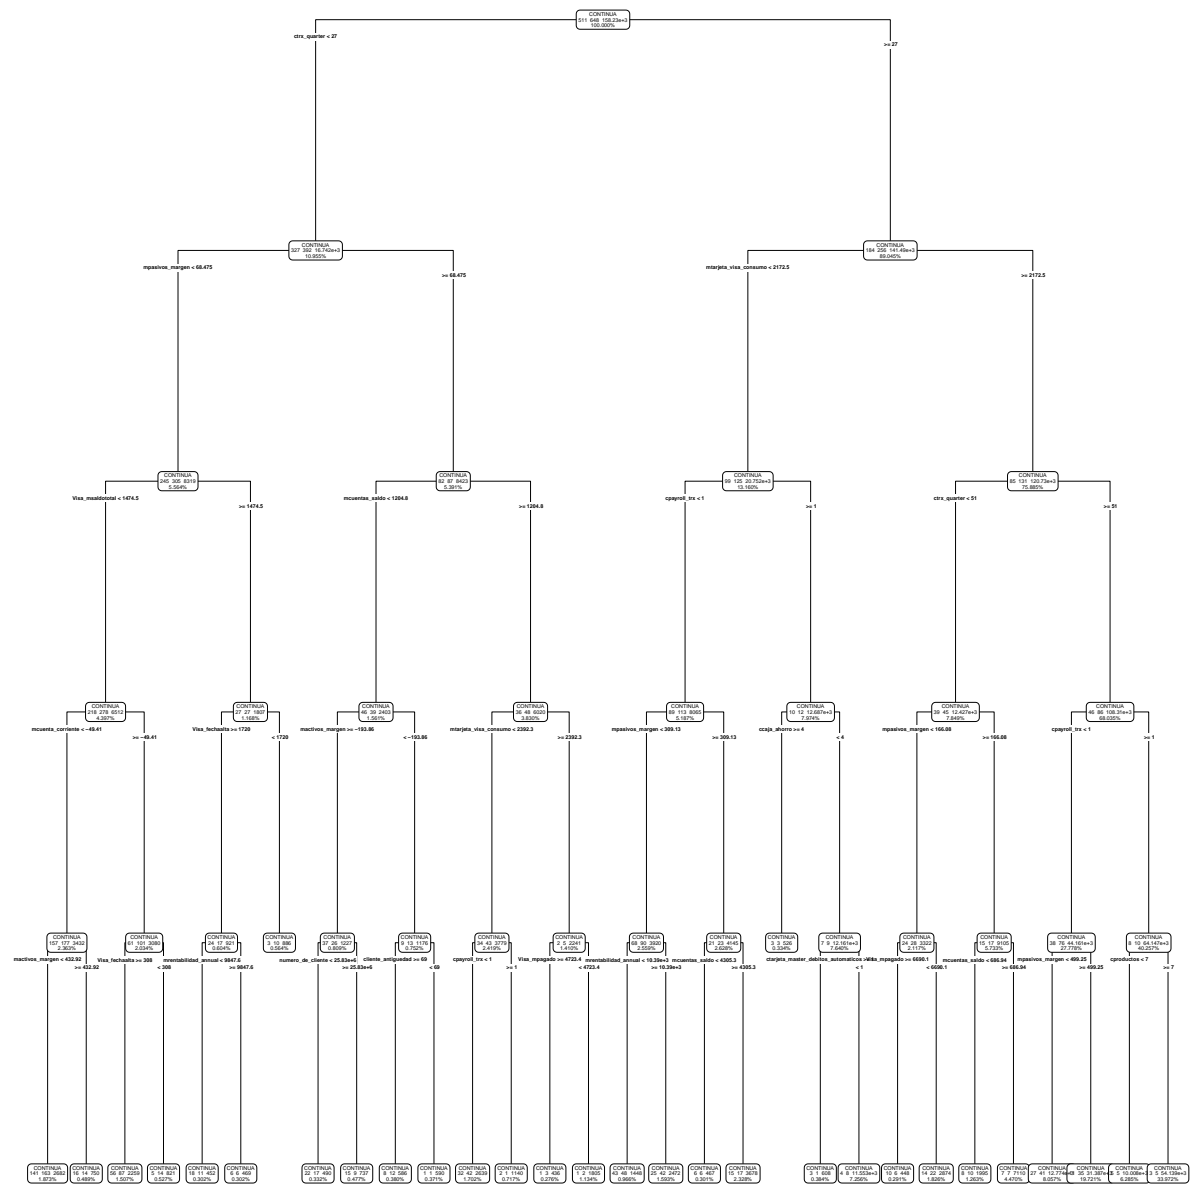 CONTINUA
511 648 158.23e+3
100.000%
ctrx_quarter < 27
>= 27
CONTINUA
327 392 16.742e+3
10.955%
CONTINUA
184 256 141.49e+3
89.045%
mpasivos_margen < 68.475
>= 68.475
mtarjeta_visa_consumo < 2172.5
>= 2172.5
CONTINUA
245 305 8319
5.564%
CONTINUA
82 87 8423
5.391%
CONTINUA
99 125 20.752e+3
13.160%
CONTINUA
85 131 120.73e+3
75.885%
Visa_msaldototal < 1474.5
>= 1474.5
mcuentas_saldo < 1204.8
>= 1204.8
cpayroll_trx < 1
>= 1
ctrx_quarter < 51
>= 51
CONTINUA
218 278 6512
4.397%
CONTINUA
27 27 1807
1.168%
CONTINUA
46 39 2403
1.561%
CONTINUA
36 48 6020
3.830%
CONTINUA
89 113 8065
5.187%
CONTINUA
10 12 12.687e+3
7.974%
CONTINUA
39 45 12.427e+3
7.849%
CONTINUA
46 86 108.31e+3
68.035%
mcuenta_corriente < −49.41
>= −49.41
Visa_fechaalta >= 1720
< 1720
mactivos_margen >= −193.86
< −193.86
mtarjeta_visa_consumo < 2392.3
>= 2392.3
mpasivos_margen < 309.13
>= 309.13
ccaja_ahorro >= 4
< 4
mpasivos_margen < 166.08
>= 166.08
cpayroll_trx < 1
>= 1
CONTINUA
157 177 3432
2.363%
CONTINUA
61 101 3080
2.034%
CONTINUA
24 17 921
0.604%
CONTINUA
3 10 886
0.564%
CONTINUA
37 26 1227
0.809%
CONTINUA
9 13 1176
0.752%
CONTINUA
34 43 3779
2.419%
CONTINUA
2 5 2241
1.410%
CONTINUA
68 90 3920
2.559%
CONTINUA
21 23 4145
2.628%
CONTINUA
3 3 526
0.334%
CONTINUA
7 9 12.161e+3
7.640%
CONTINUA
24 28 3322
2.117%
CONTINUA
15 17 9105
5.733%
CONTINUA
38 76 44.161e+3
27.778%
CONTINUA
8 10 64.147e+3
40.257%
mactivos_margen < 432.92
>= 432.92
Visa_fechaalta >= 308
< 308
mrentabilidad_annual < 9847.6
>= 9847.6
numero_de_cliente < 25.83e+6
>= 25.83e+6
cliente_antiguedad >= 69
< 69
cpayroll_trx < 1
>= 1
Visa_mpagado >= 4723.4
< 4723.4
mrentabilidad_annual < 10.39e+3
>= 10.39e+3
mcuentas_saldo < 4305.3
>= 4305.3
ctarjeta_master_debitos_automaticos
< 1
_mpagado >= 6690.1
< 6690.1
mcuentas_saldo < 686.94
>= 686.94
mpasivos_margen < 499.25
>= 499.25
cproductos < 7
>= 7
CONTINUA
141 163 2682
1.873%
CONTINUA
16 14 750
0.489%
CONTINUA
56 87 2259
1.507%
CONTINUA
5 14 821
0.527%
CONTINUA
18 11 452
0.302%
CONTINUA
6 6 469
0.302%
CONTINUA
22 17 490
0.332%
CONTINUA
15 9 737
0.477%
CONTINUA
8 12 586
0.380%
CONTINUA
1 1 590
0.371%
CONTINUA
32 42 2639
1.702%
CONTINUA
2 1 1140
0.717%
CONTINUA
1 3 436
0.276%
CONTINUA
1 2 1805
1.134%
CONTINUA
43 48 1448
0.966%
CONTINUA
25 42 2472
1.593%
CONTINUA
6 6 467
0.301%
CONTINUA
15 17 3678
2.328%
CONTINUA
3 1 608
0.384%
CONTINUA
4 8 11.553e+3
7.256%
CONTINUA
10 6 448
0.291%
CONTINUA
14 22 2874
1.826%
CONTINUA
8 10 1995
1.263%
CONTINUA
7 7 7110
4.470%
CONTINUA
27 41 12.774e+3
8.057%
CONTINUA
35 31.387e+3
19.721%
CONTINUA
5 10.008e+3
6.285%
CONTINUA
3 5 54.139e+3
33.972%